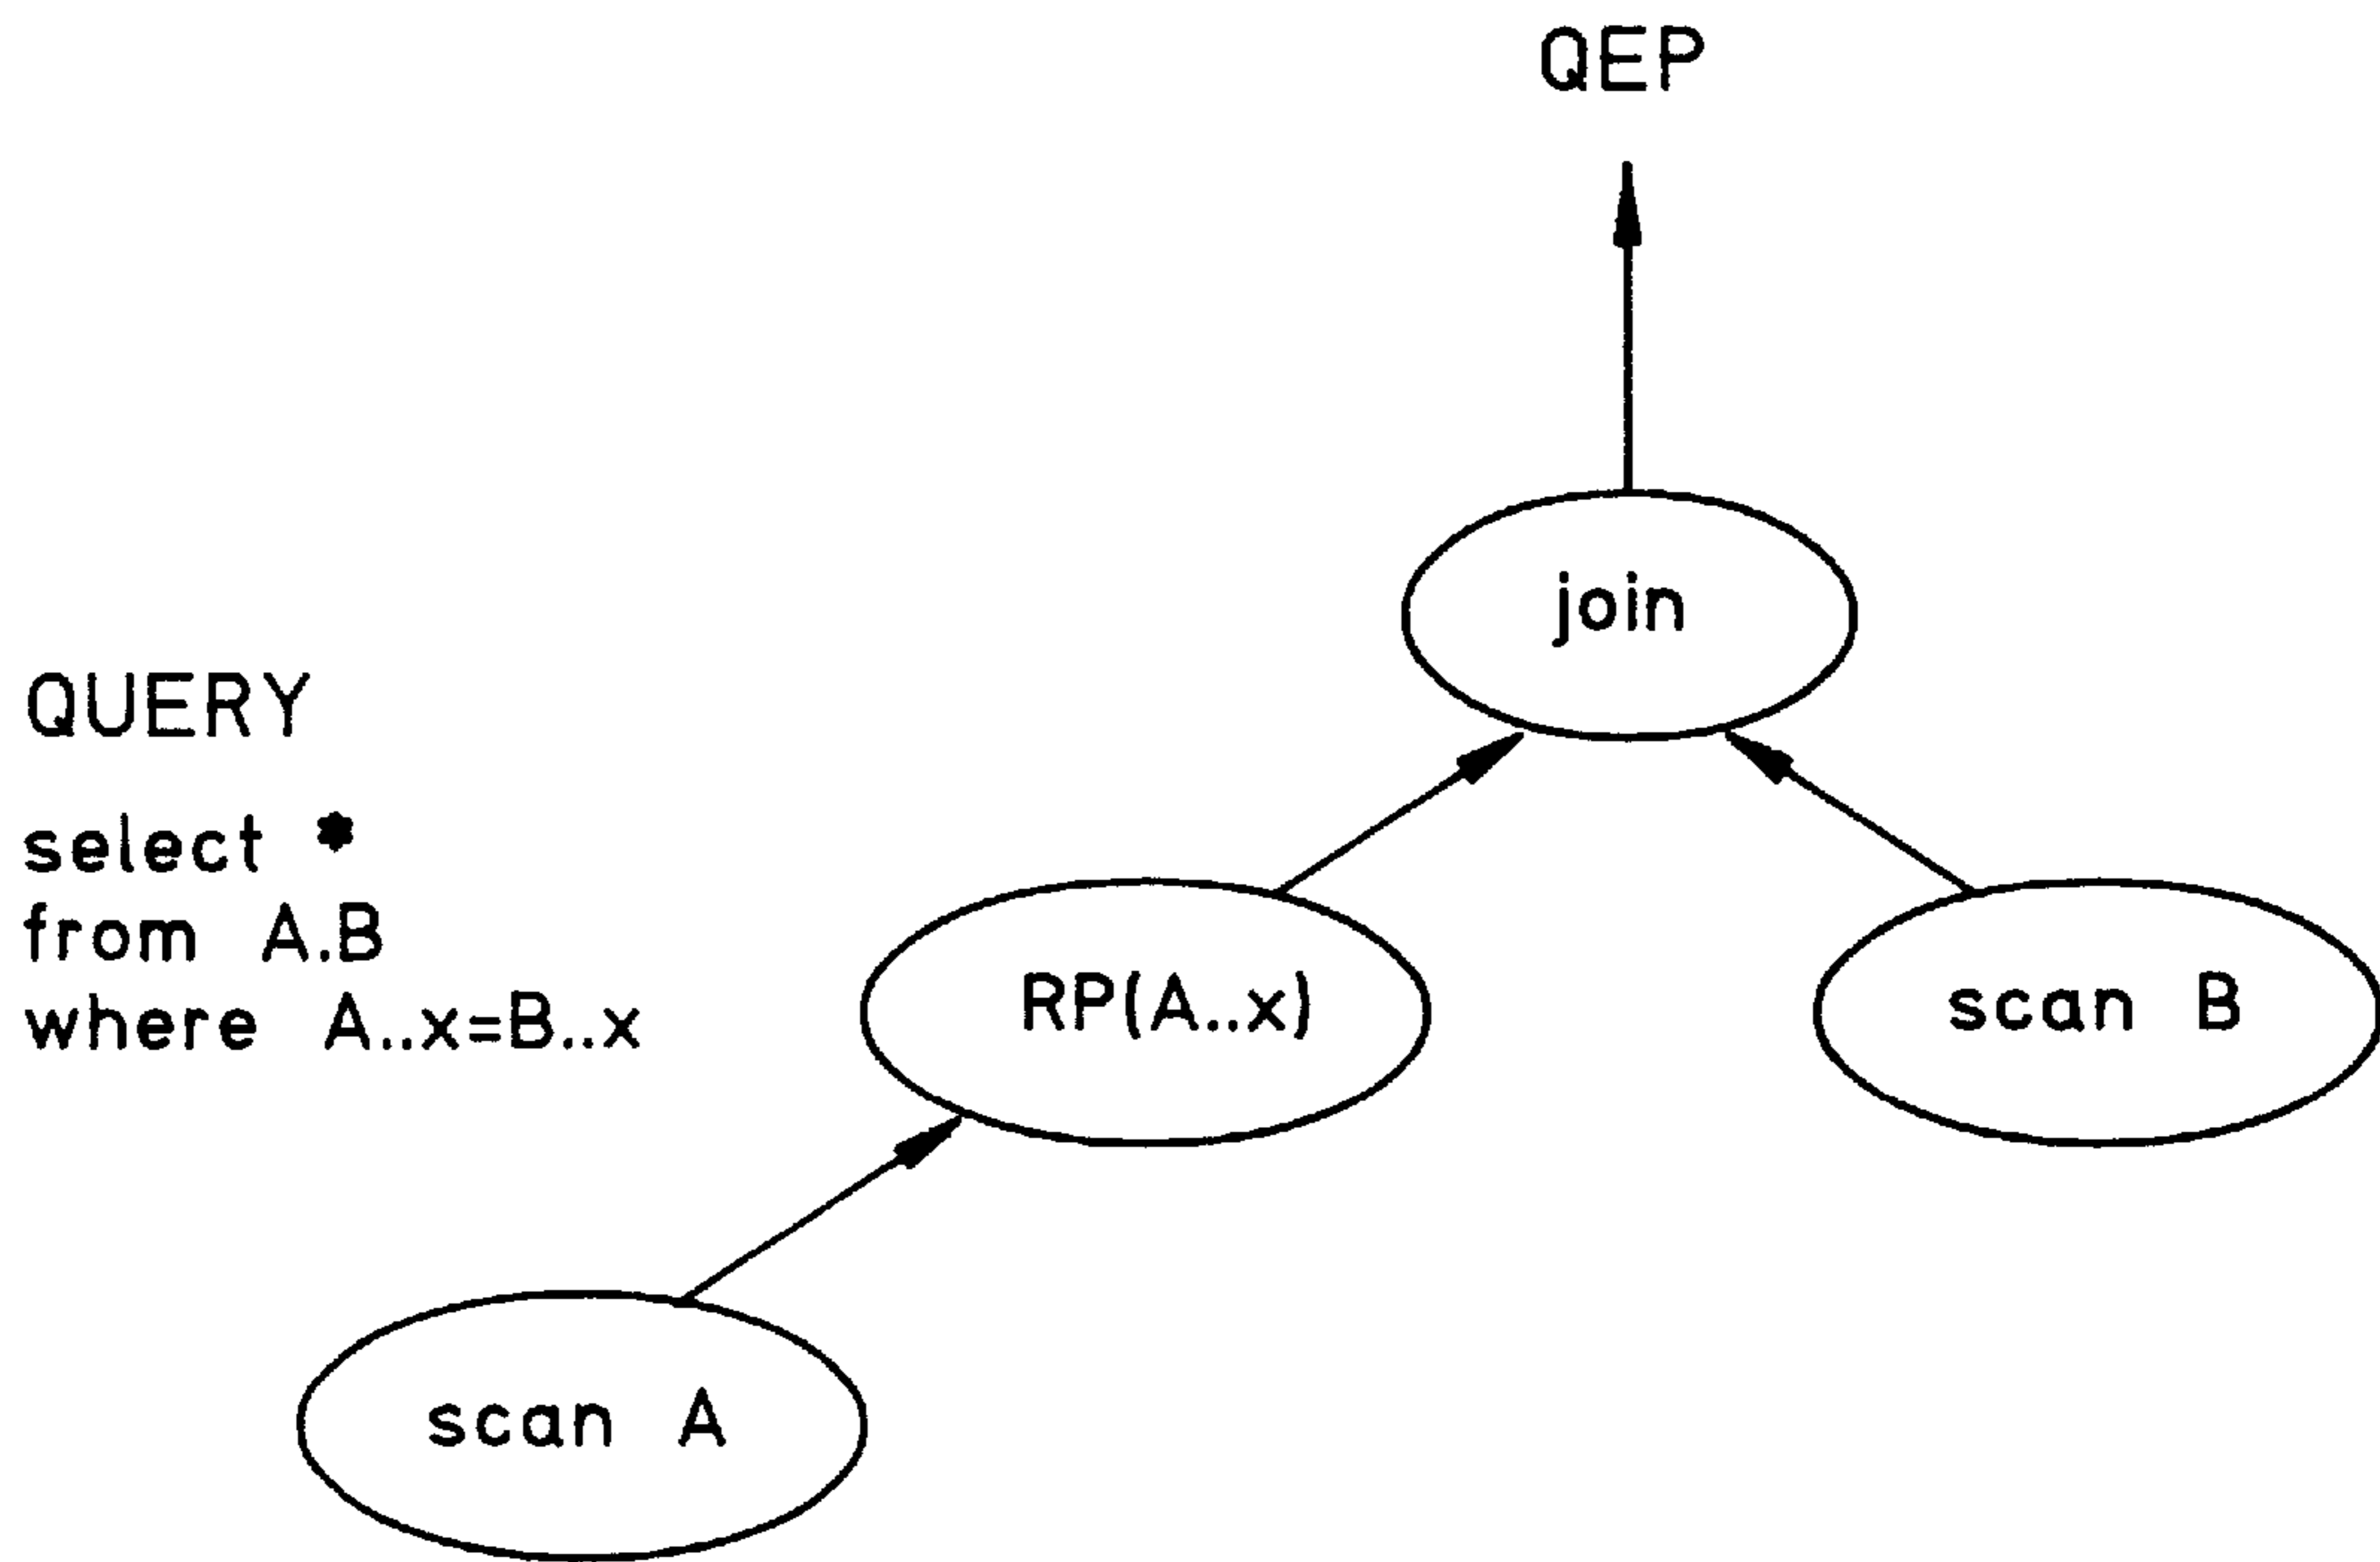 QEP
join
QUERY
select *
from A.B
where A..x=B..x
RP(A..x)
scan B
scan A